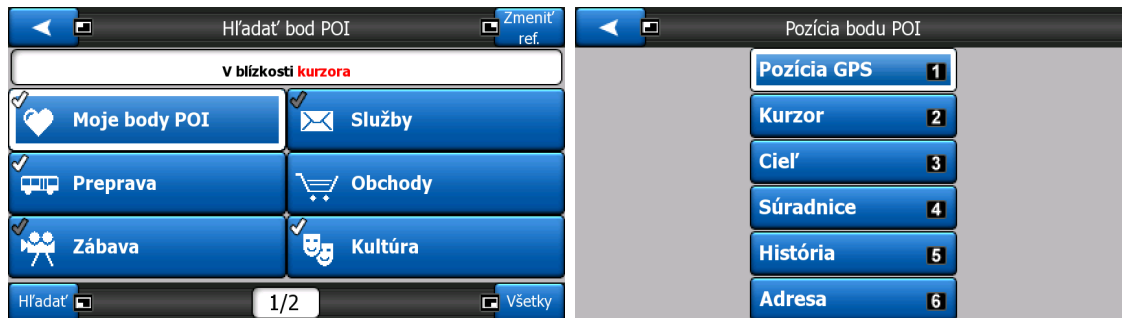 Hľadať bod POI
Zmeniť
ref.
V blízkosti kurzora
Moje body POI
Služby
Preprava
Obchody
Zábava
Kultúra
Hľadať
1/2
Všetky
Pozícia bodu POI
Pozícia GPS 1
Kurzor 2
Cieľ 3
Súradnice 4
História 5
Adresa 6